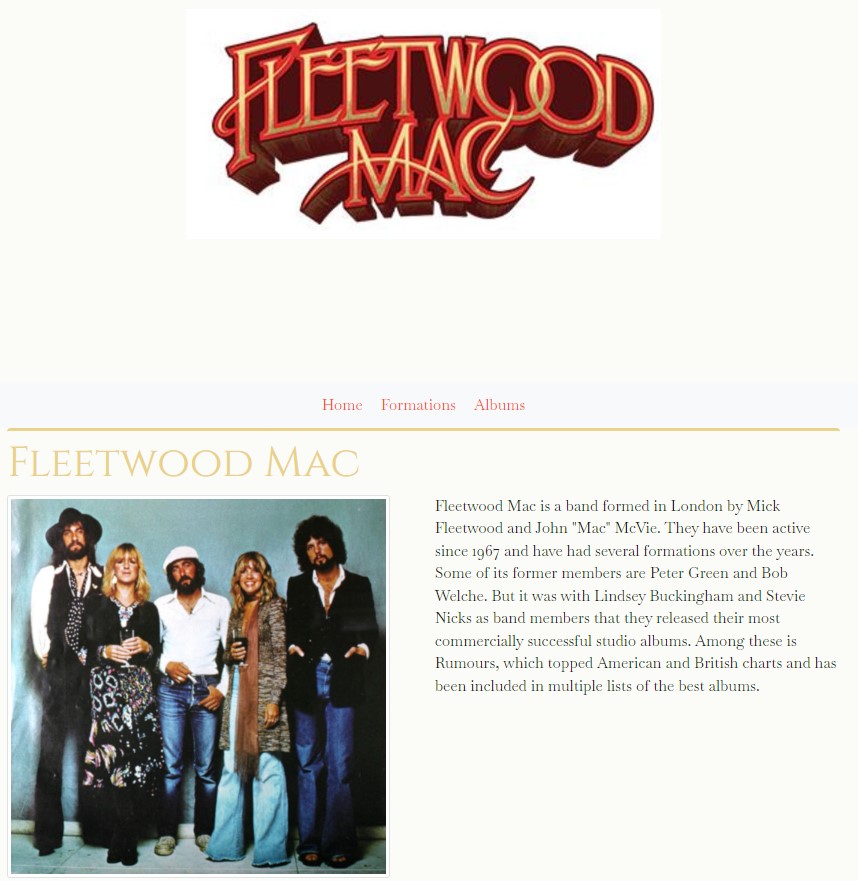 FLEETWOOD
MAC
Home Formations Albums
Fleetwood Mac
Fleetwood Mac is a band formed in London by Mick
Fleetwood and John "Mac" McVie. They have been active
since 1967 and have had several formations over the years.
Some of its former members are Peter Green and Bob
Welche. But it was with Lindsey Buckingham and Stevie
Nicks as band members that they released their most
commercially successful studio albums. Among these is
Rumours, which topped American and British charts and has
been included in multiple lists of the best albums.